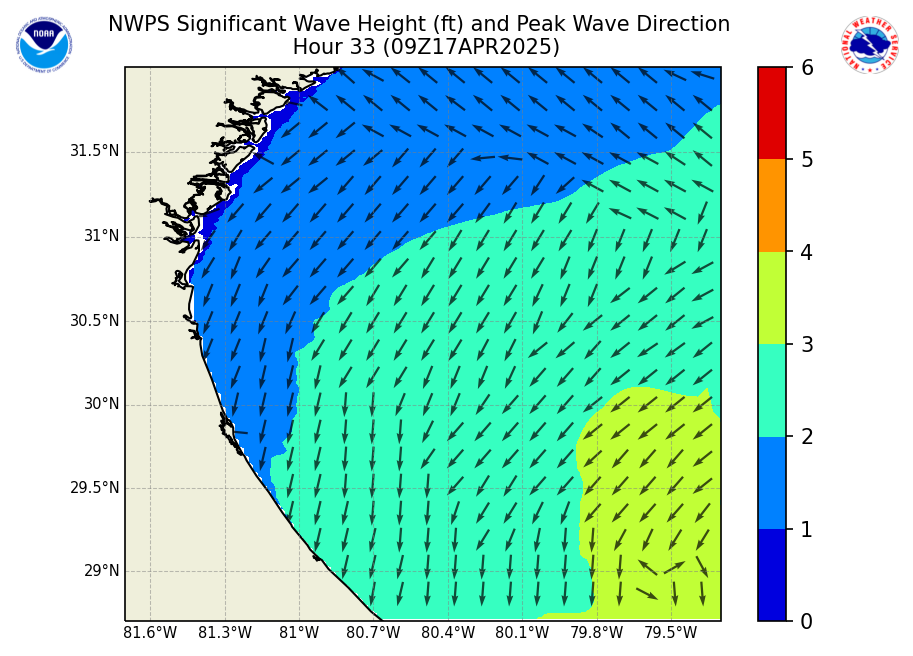 NWPS Significant Wave Height (ft) and Peak Wave Direction
Hour 33 (09Z17APR2025)
NOAA
NATIONAL WEATHER SERVICE
6
5
4
3
2
1
0
31.5°N
31°N
30.5°N
30°N
29.5°N
29°N
81.6°W 81.3°W 81°W 80.7°W 80.4°W 80.1°W 79.8°W 79.5°W